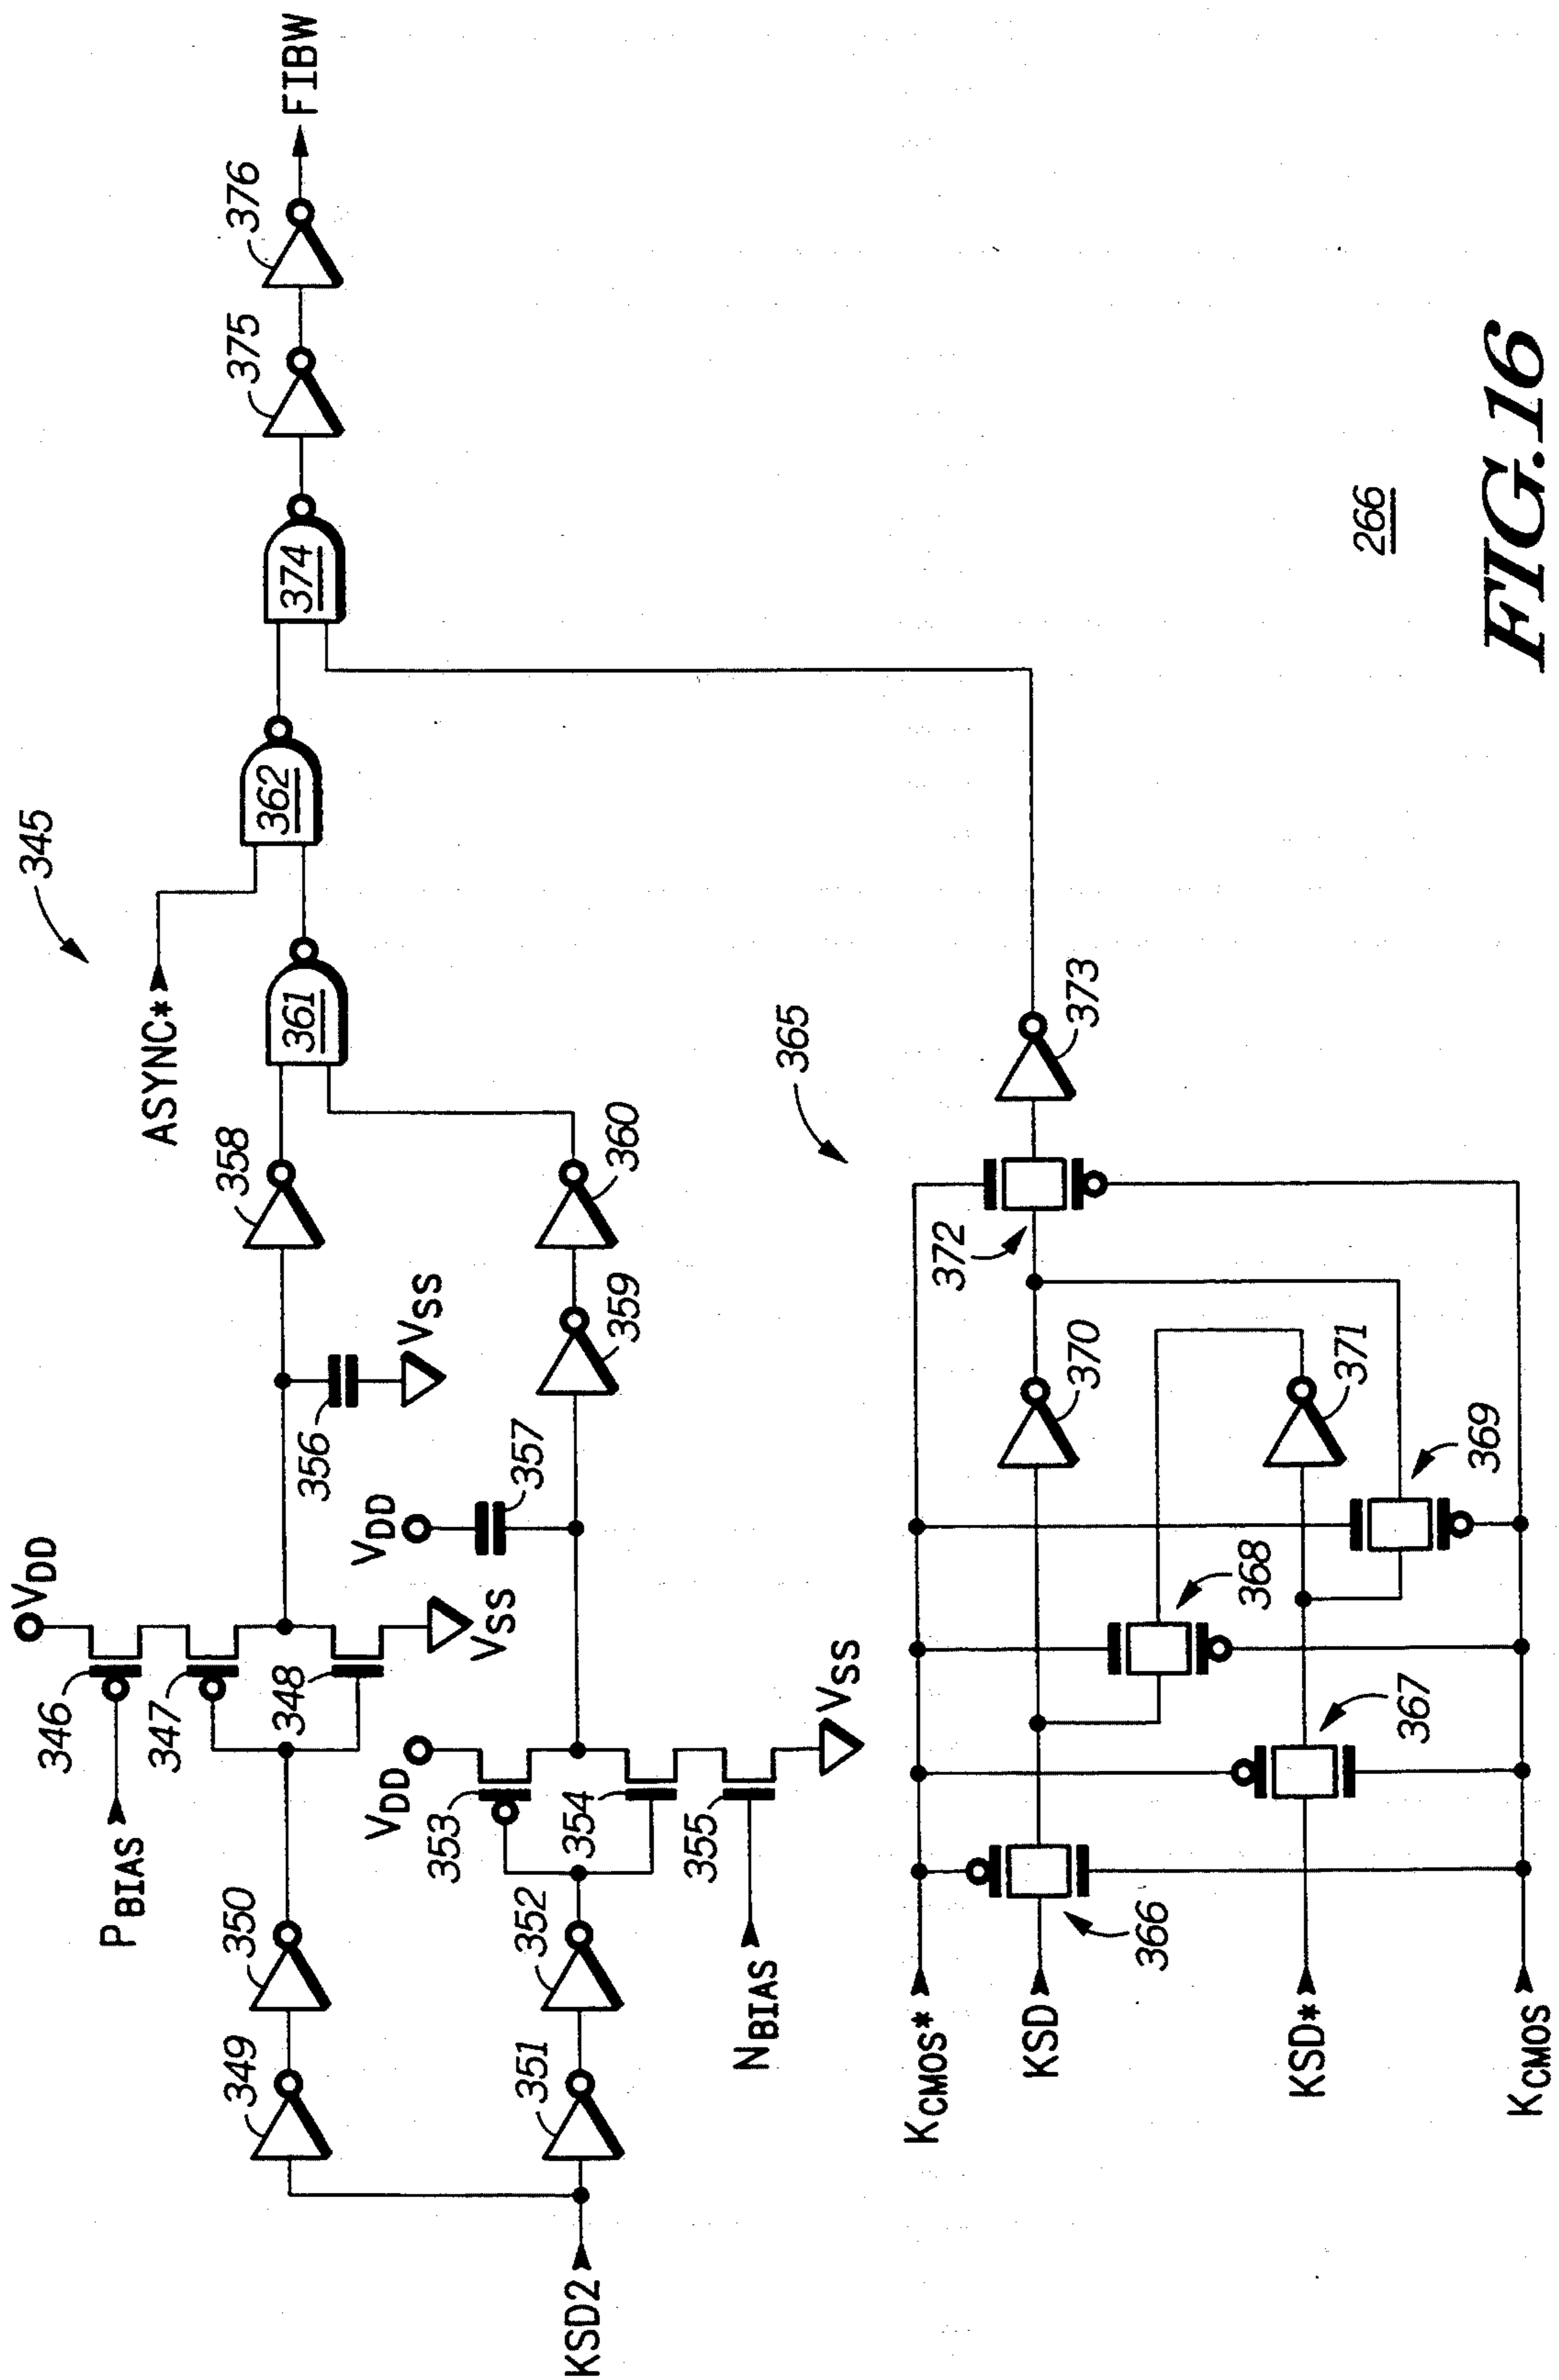 345
VDD
346
PBIAS
347
348
VSS
349
350
356
VSS
358
ASYNC*
361
362
374
375
376
FIBW
KSD2
351
352
VDD
353
354
355
NBIAS
VSS
VDD
357
359
360
365
KCMOS*
KSD
KSD*
KCMOS
366
367
368
369
370
371
372
373
266
FIG.16